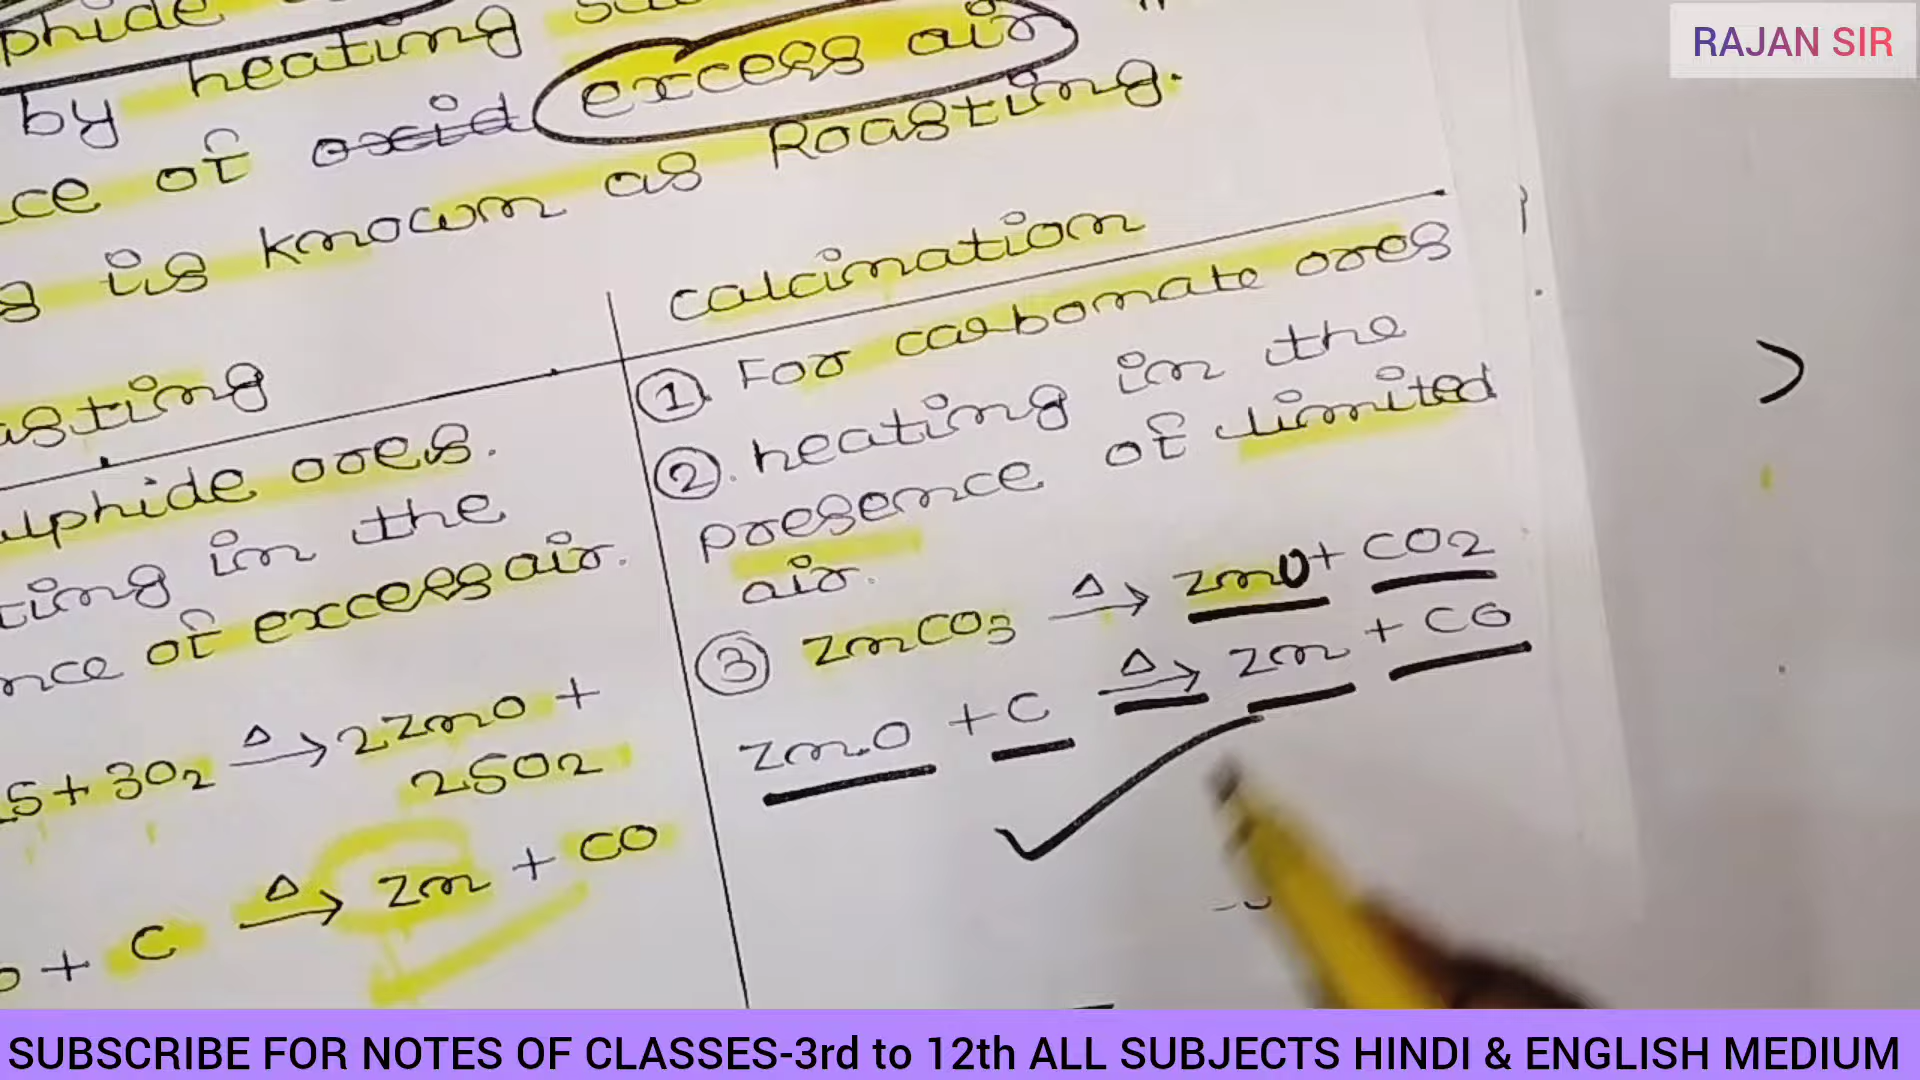 RAJAN SIR
phide
by heating
ce of oxid excess air "
g is known as Roasting.
asting
ulphide ores.
ting in the
nce of excess air.
S + 3O2 Δ→ 2ZnO +
2SO2
O + C Δ→ Zn + CO
calcination
① For carbonate ores
②. heating in the
presence of limited
air.
③ ZnCO3 Δ→ ZnO + CO2
ZnO + C Δ→ Zn + CO
SUBSCRIBE FOR NOTES OF CLASSES-3rd to 12th ALL SUBJECTS HINDI & ENGLISH MEDIUM